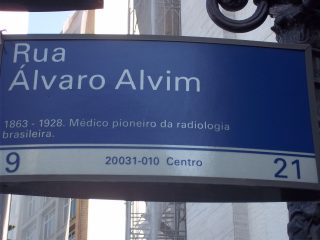 Rua
Álvaro Alvim
1863 - 1928. Médico pioneiro da radiologia
brasileira.
9 20031-010 Centro 21